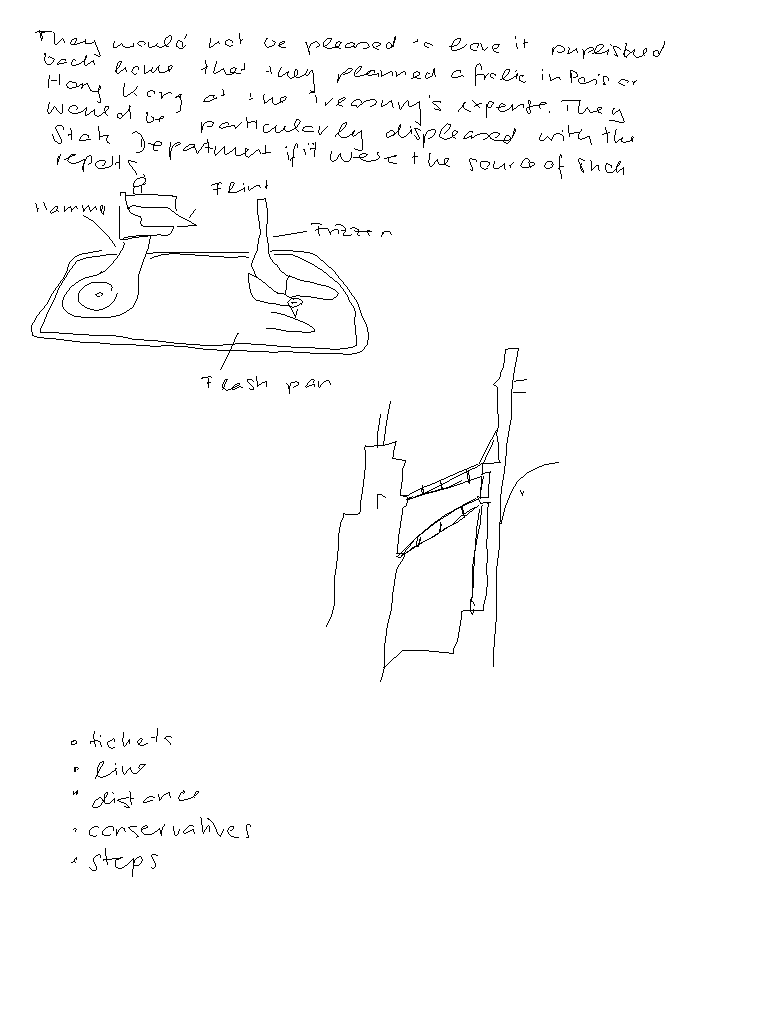 They would not be pleased to have it published
back home that they planned a frolic in Paris or
Hong Kong at the Treasury's expense. They
would be particularly displeased with the
State Department if it were the source of such
reports
Flint
Hamme
Frizzen
Flash pan
• tickets
• line
• distance
• conservatives
• steps